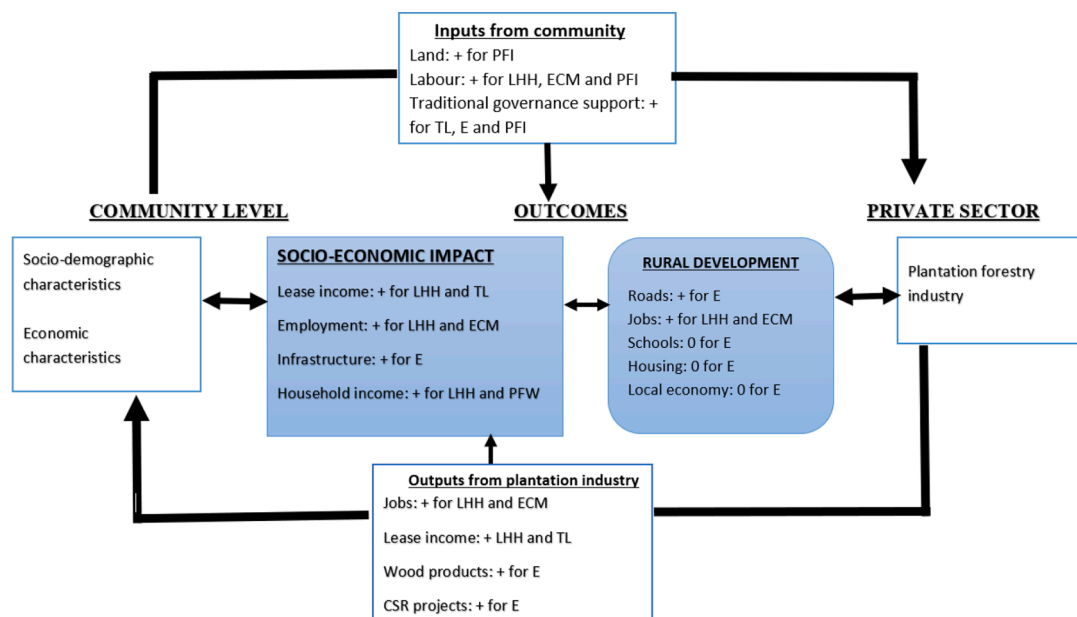 Inputs from community
Land: + for PFI
Labour: + for LHH, ECM and PFI
Traditional governance support: +
for TL, E and PFI
COMMUNITY LEVEL
OUTCOMES
PRIVATE SECTOR
Socio-demographic
characteristics
Economic
characteristics
SOCIO-ECONOMIC IMPACT
Lease income: + for LHH and TL
Employment: + for LHH and ECM
Infrastructure: + for E
Household income: + for LHH and PFW
RURAL DEVELOPMENT
Roads: + for E
Jobs: + for LHH and ECM
Schools: 0 for E
Housing: 0 for E
Local economy: 0 for E
Plantation forestry
industry
Outputs from plantation industry
Jobs: + for LHH and ECM
Lease income: + LHH and TL
Wood products: + for E
CSR projects: + for E